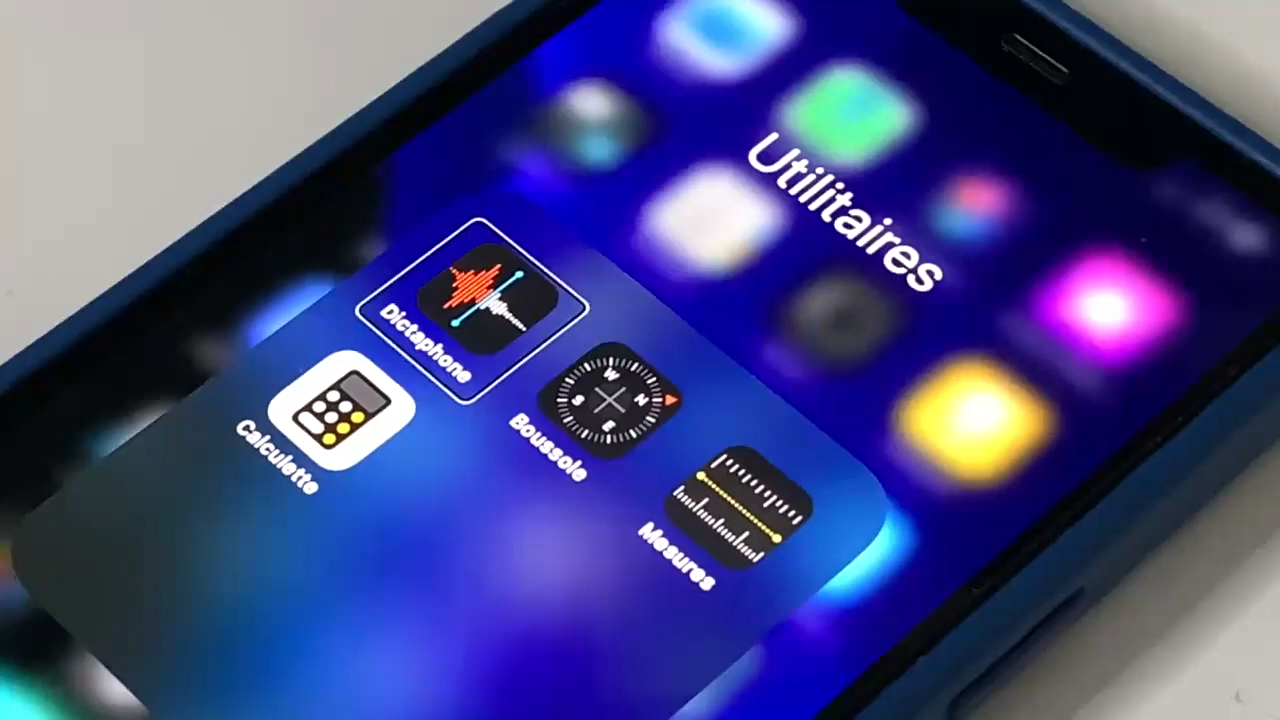 Utilitaires
Dictaphone
Boussole
Mesures
Calculette
W
N
S
E